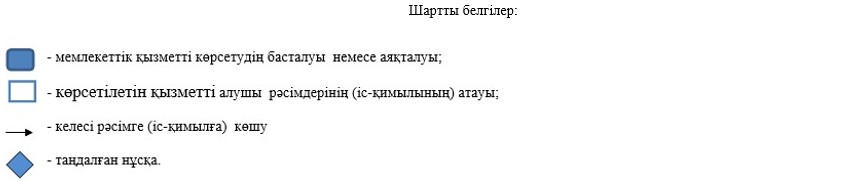 Шартты белгілер:
- мемлекеттік қызметті көрсетудің басталуы немесе аяқталуы;
- көрсетілетін қызметті алушы рәсімдерінің (іс-қимылының) атауы;
- келесі рәсімге (іс-қимылға) көшу
- таңдалған нұсқа.